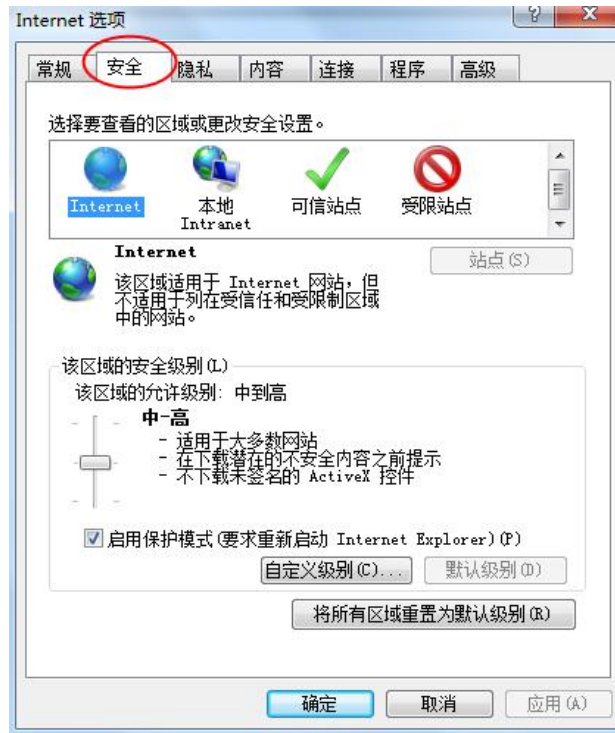 Internet 选项
常规 安全 隐私 内容 连接 程序 高级
选择要查看的区域或更改安全设置。
Internet 本地 Intranet 可信站点 受限站点
Internet
站点(S)
该区域适用于 Internet 网站，但
不适用于列在受信任和受限制区域
中的网站。
该区域的安全级别(L)
该区域的允许级别: 中到高
中-高
- 适用于大多数网站
- 在下载潜在的不安全内容之前提示
- 不下载未签名的 ActiveX 控件
启用保护模式(要求重新启动 Internet Explorer)(P)
自定义级别(C)... 默认级别(D)
将所有区域重置为默认级别(R)
确定 取消 应用(A)